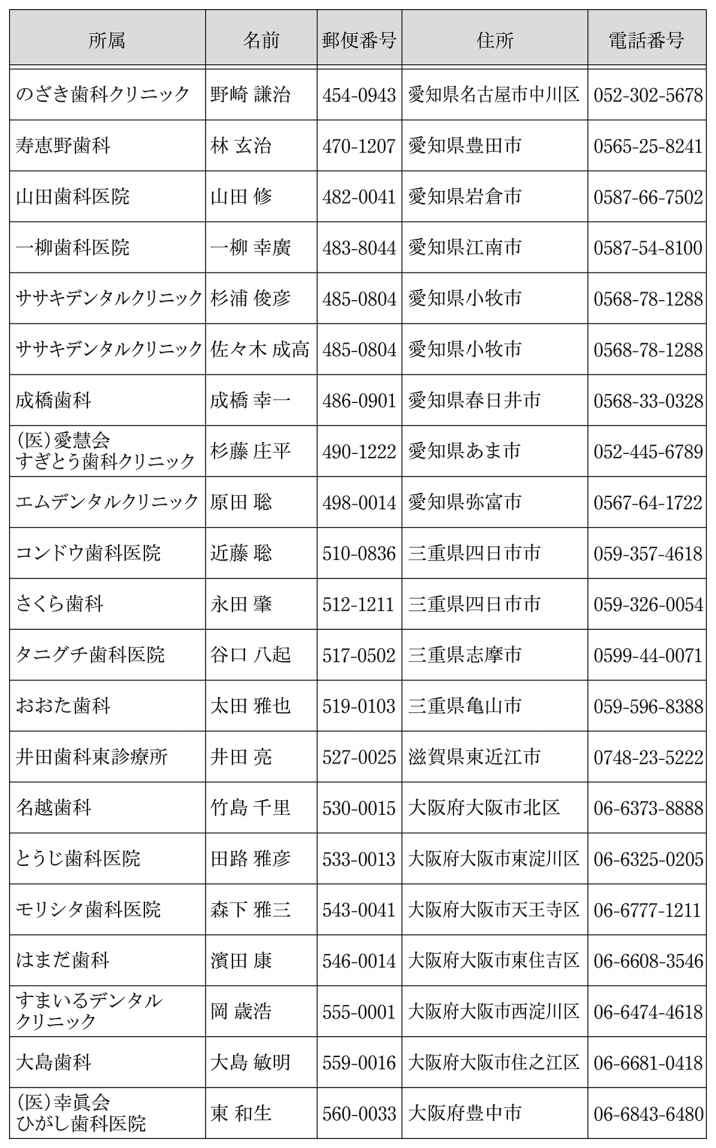 所属 名前 郵便番号 住所 電話番号
のざき歯科クリニック 野崎 謙治 454-0943 愛知県名古屋市中川区 052-302-5678
寿恵野歯科 林 玄治 470-1207 愛知県豊田市 0565-25-8241
山田歯科医院 山田 修 482-0041 愛知県岩倉市 0587-66-7502
一柳歯科医院 一柳 幸廣 483-8044 愛知県江南市 0587-54-8100
ササキデンタルクリニック 杉浦 俊彦 485-0804 愛知県小牧市 0568-78-1288
ササキデンタルクリニック 佐々木 成高 485-0804 愛知県小牧市 0568-78-1288
成橋歯科 成橋 幸一 486-0901 愛知県春日井市 0568-33-0328
（医）愛慧会
すぎとう歯科クリニック 杉藤 庄平 490-1222 愛知県あま市 052-445-6789
エムデンタルクリニック 原田 聡 498-0014 愛知県弥富市 0567-64-1722
コンドウ歯科医院 近藤 聡 510-0836 三重県四日市市 059-357-4618
さくら歯科 永田 肇 512-1211 三重県四日市市 059-326-0054
タニグチ歯科医院 谷口 八起 517-0502 三重県志摩市 0599-44-0071
おおた歯科 太田 雅也 519-0103 三重県亀山市 059-596-8388
井田歯科東診療所 井田 亮 527-0025 滋賀県東近江市 0748-23-5222
名越歯科 竹島 千里 530-0015 大阪府大阪市北区 06-6373-8888
とうじ歯科医院 田路 雅彦 533-0013 大阪府大阪市東淀川区 06-6325-0205
モリシタ歯科医院 森下 雅三 543-0041 大阪府大阪市天王寺区 06-6777-1211
はまだ歯科 濱田 康 546-0014 大阪府大阪市東住吉区 06-6608-3546
すまいるデンタル
クリニック 岡 歳浩 555-0001 大阪府大阪市西淀川区 06-6474-4618
大島歯科 大島 敏明 559-0016 大阪府大阪市住之江区 06-6681-0418
（医）幸眞会
ひがし歯科医院 東 和生 560-0033 大阪府豊中市 06-6843-6480